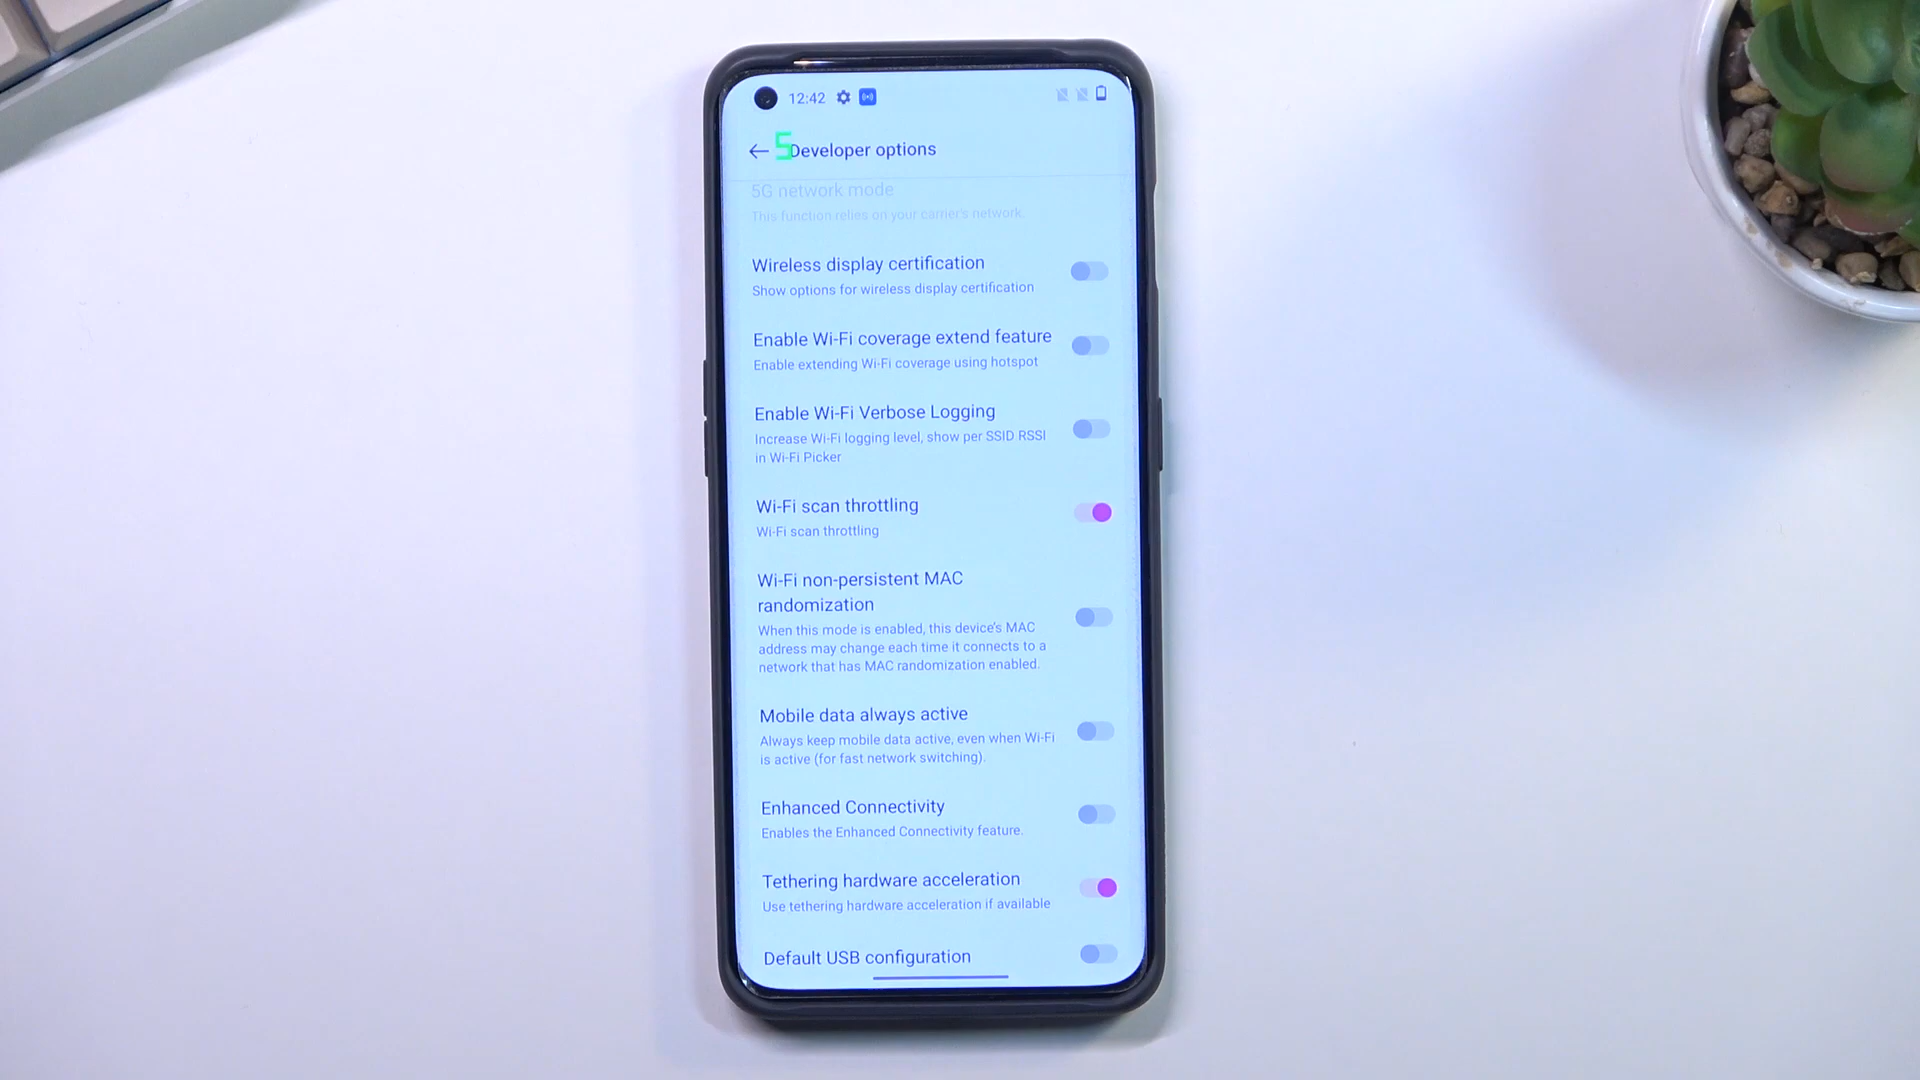 12:42
5
Developer options
5G network mode
This function relies on your carrier's network.
Wireless display certification
Show options for wireless display certification
Enable Wi-Fi coverage extend feature
Enable extending Wi-Fi coverage using hotspot
Enable Wi-Fi Verbose Logging
Increase Wi-Fi logging level, show per SSID RSSI
in Wi-Fi Picker
Wi-Fi scan throttling
Wi-Fi scan throttling
Wi-Fi non-persistent MAC
randomization
When this mode is enabled, this device's MAC
address may change each time it connects to a
network that has MAC randomization enabled.
Mobile data always active
Always keep mobile data active, even when Wi-Fi
is active (for fast network switching).
Enhanced Connectivity
Enables the Enhanced Connectivity feature.
Tethering hardware acceleration
Use tethering hardware acceleration if available
Default USB configuration